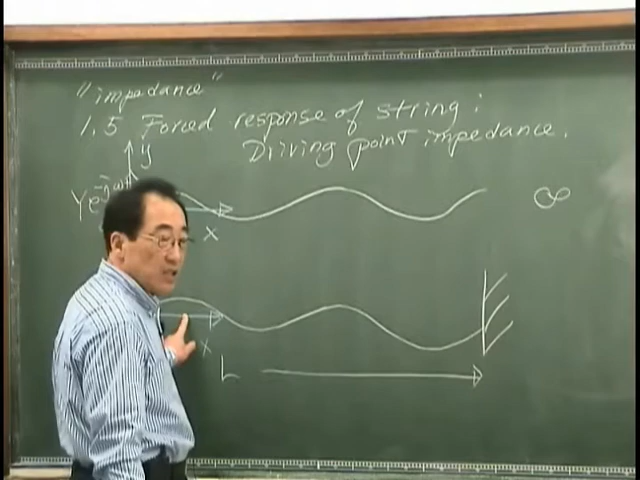 "impedance"
1.5 Forced response of string :
Driving point impedance.
y
Ye^-jωt
x
∞
x
L